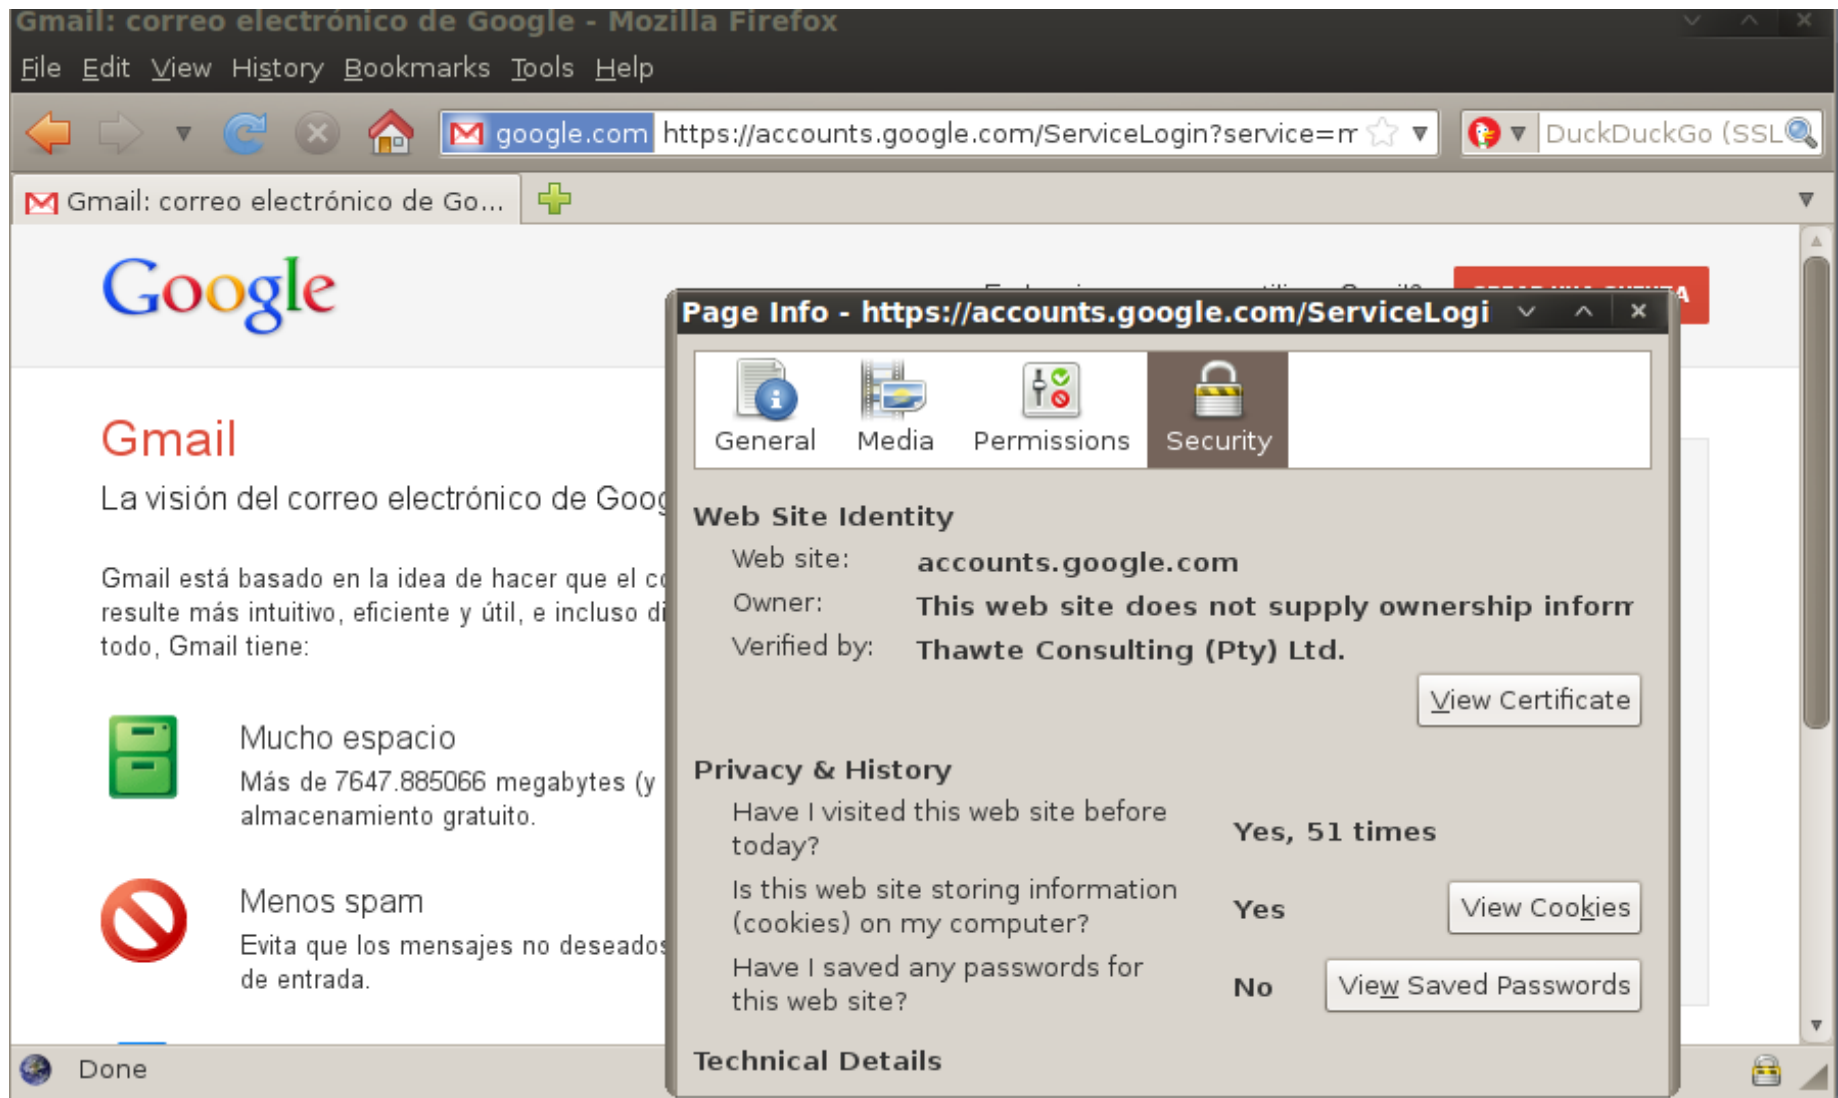 Gmail: correo electrónico de Google - Mozilla Firefox
File Edit View History Bookmarks Tools Help
google.com https://accounts.google.com/ServiceLogin?service=m DuckDuckGo (SSL
Gmail: correo electrónico de Go...
Google
Page Info - https://accounts.google.com/ServiceLogi
General Media Permissions Security
Gmail
La visión del correo electrónico de Goog
Gmail está basado en la idea de hacer que el co
resulte más intuitivo, eficiente y útil, e incluso di
todo, Gmail tiene:
Mucho espacio
Más de 7647.885066 megabytes (y
almacenamiento gratuito.
Menos spam
Evita que los mensajes no deseados
de entrada.
Web Site Identity
Web site: accounts.google.com
Owner: This web site does not supply ownership inform
Verified by: Thawte Consulting (Pty) Ltd.
View Certificate
Privacy & History
Have I visited this web site before
today?
Yes, 51 times
Is this web site storing information
(cookies) on my computer?
Yes
View Cookies
Have I saved any passwords for
this web site?
No
View Saved Passwords
Technical Details
Done